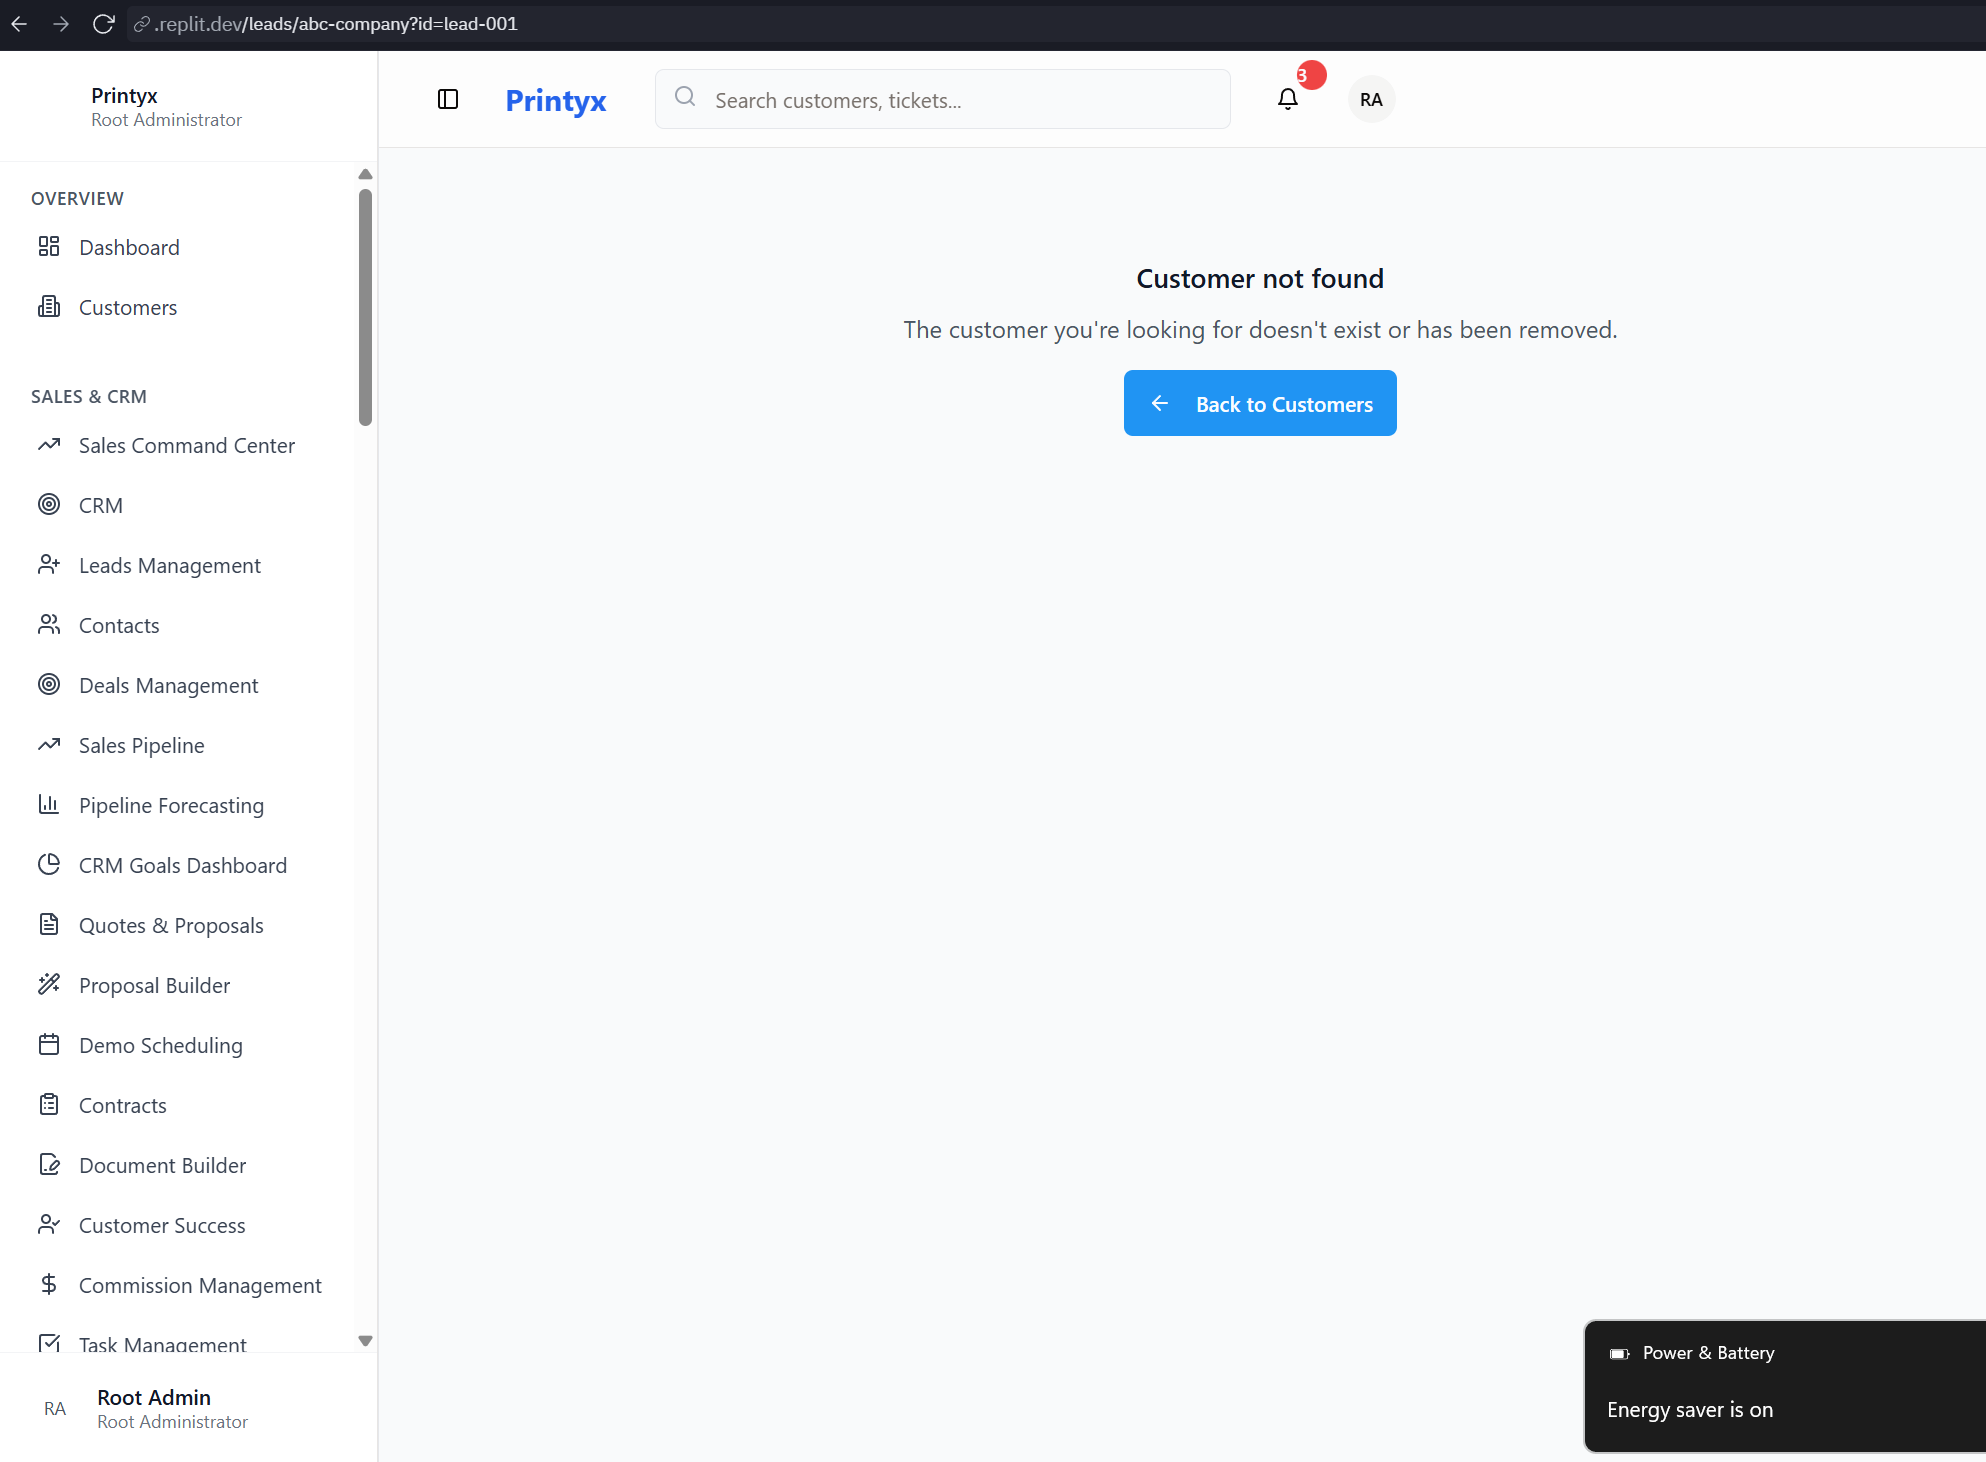 .replit.dev/leads/abc-company?id=lead-001
Printyx
Root Administrator
Printyx
Search customers, tickets...
3
RA
OVERVIEW
Dashboard
Customers
SALES & CRM
Sales Command Center
CRM
Leads Management
Contacts
Deals Management
Sales Pipeline
Pipeline Forecasting
CRM Goals Dashboard
Quotes & Proposals
Proposal Builder
Demo Scheduling
Contracts
Document Builder
Customer Success
Commission Management
Task Management
RA
Root Admin
Root Administrator
Customer not found
The customer you're looking for doesn't exist or has been removed.
Back to Customers
Power & Battery
Energy saver is on